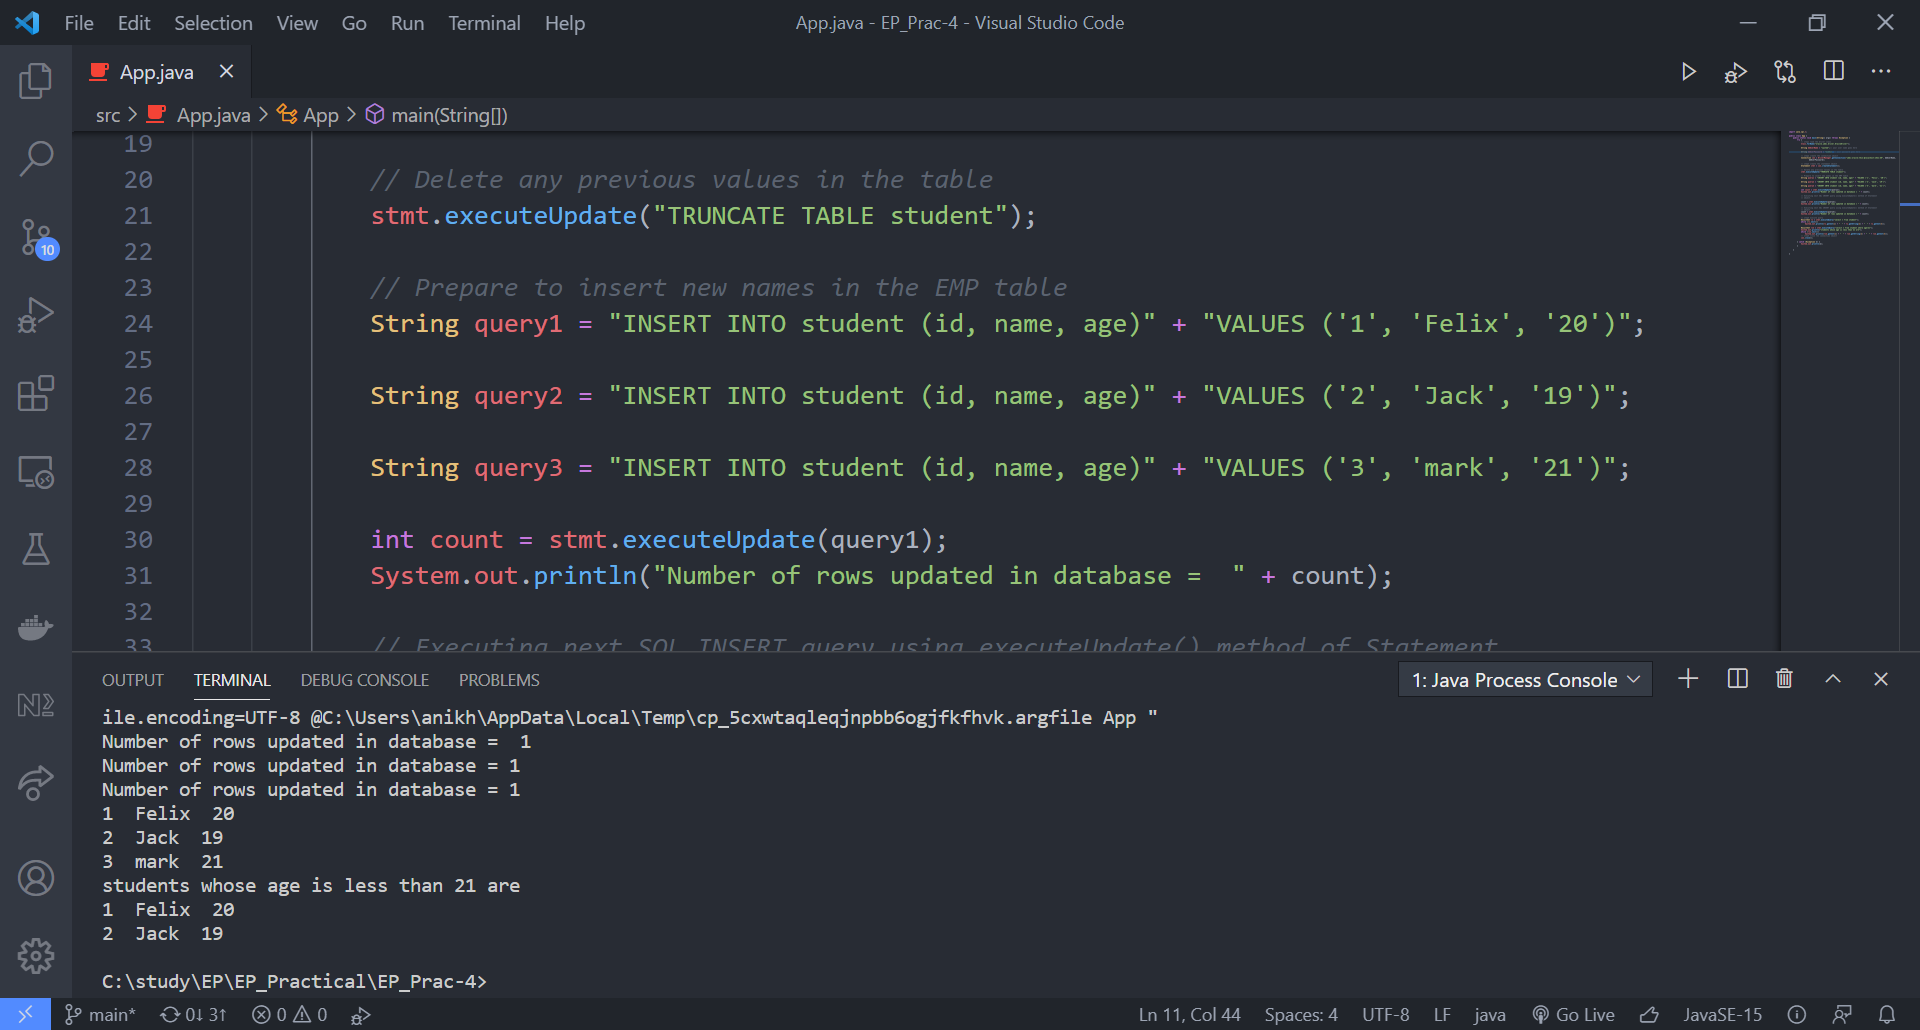 File Edit Selection View Go Run Terminal Help App.java - EP_Prac-4 - Visual Studio Code
App.java
src > App.java > App > main(String[])
19
20 // Delete any previous values in the table
21 stmt.executeUpdate("TRUNCATE TABLE student");
22
23 // Prepare to insert new names in the EMP table
24 String query1 = "INSERT INTO student (id, name, age)" + "VALUES ('1', 'Felix', '20')";
25
26 String query2 = "INSERT INTO student (id, name, age)" + "VALUES ('2', 'Jack', '19')";
27
28 String query3 = "INSERT INTO student (id, name, age)" + "VALUES ('3', 'mark', '21')";
29
30 int count = stmt.executeUpdate(query1);
31 System.out.println("Number of rows updated in database =  " + count);
32
33 // Executing next SQL INSERT query using executeUpdate() method of Statement
10
OUTPUT TERMINAL DEBUG CONSOLE PROBLEMS 1: Java Process Console
ile.encoding=UTF-8 @C:\Users\anikh\AppData\Local\Temp\cp_5cxwtaqleqjnpbb6ogjfkfhvk.argfile App "
Number of rows updated in database =  1
Number of rows updated in database = 1
Number of rows updated in database = 1
1  Felix  20
2  Jack  19
3  mark  21
students whose age is less than 21 are
1  Felix  20
2  Jack  19
C:\study\EP\EP_Practical\EP_Prac-4>
main* 0↓ 3↑ 0 0 Ln 11, Col 44 Spaces: 4 UTF-8 LF java Go Live JavaSE-15